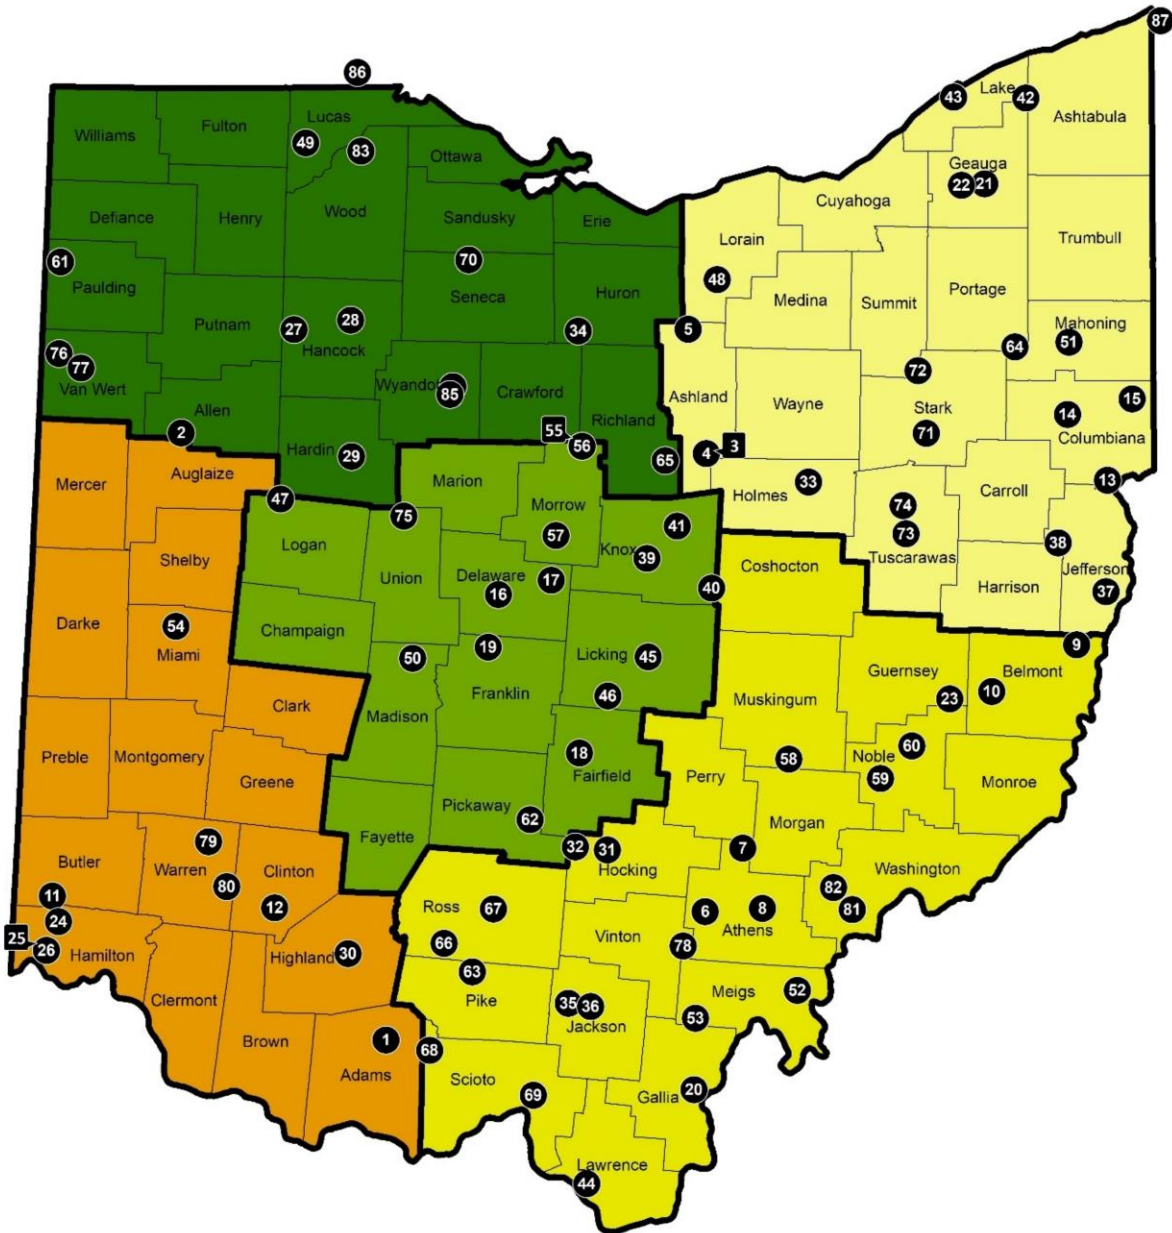 87
86
43
Lake
42
Lucas
Ashtabula
Williams
Fulton
49
83
Ottawa
Geauga
22
21
Cuyahoga
Defiance
Henry
Wood
Sandusky
Erie
Lorain
Trumbull
61
70
48
Paulding
Seneca
Huron
Medina
Summit
Portage
Putnam
27
28
34
5
Mahoning
Hancock
51
64
76
77
Van Wert
Wyandot
85
Crawford
72
Ashland
Wayne
15
Allen
Richland
Stark
14
2
55
56
71
Columbiana
Hardin
29
65
4
3
Mercer
Auglaize
Marion
33
13
Holmes
Carroll
47
75
Morrow
41
74
Logan
57
Knox
39
73
38
Shelby
Union
Tuscarawas
Delaware
17
Coshocton
Jefferson
16
40
Harrison
37
Darke
54
Champaign
Miami
19
9
50
Licking
45
Guernsey
Belmont
Franklin
46
Muskingum
23
10
Clark
Madison
18
60
Preble
Montgomery
58
Noble
Greene
Fairfield
Perry
59
Monroe
Pickaway
62
Morgan
79
Fayette
32
31
7
Butler
Warren
Clinton
Hocking
Washington
80
82
11
12
Ross
67
6
8
81
24
Athens
25
26
66
Vinton
78
Hamilton
Highland
30
63
Clermont
Pike
35
36
Meigs
52
Jackson
53
Brown
1
68
Adams
Scioto
69
Gallia
20
Lawrence
44